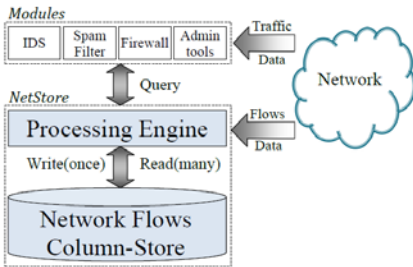 Modules
IDS
Spam
Filter
Firewall
Admin
tools
Traffic
Data
Network
Query
NetStore
Processing Engine
Flows
Data
Write(once)
Read(many)
Network Flows
Column-Store